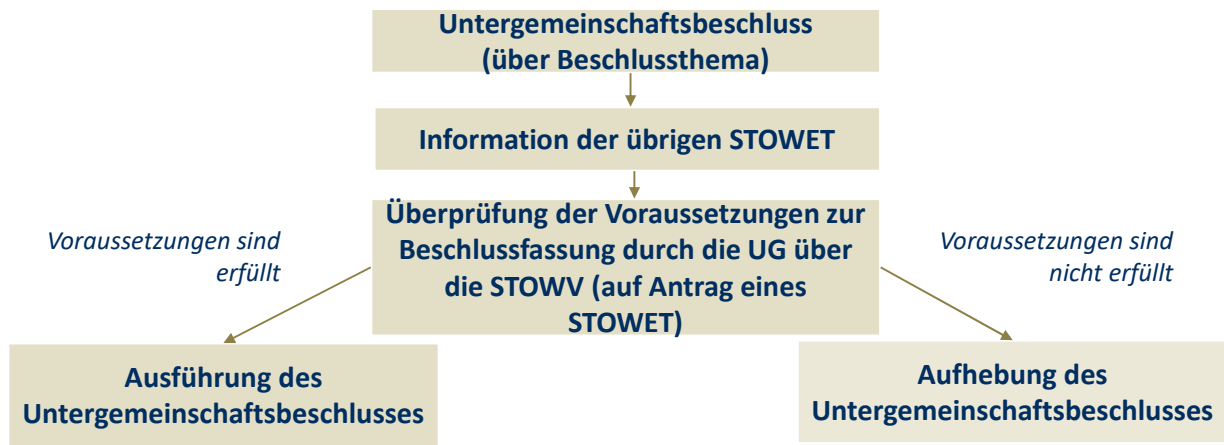 Untergemeinschaftsbeschluss
(über Beschlussthema)
Information der übrigen STOWET
Überprüfung der Voraussetzungen zur
Beschlussfassung durch die UG über
die STOWV (auf Antrag eines
STOWET)
Voraussetzungen sind
erfüllt
Voraussetzungen sind
nicht erfüllt
Ausführung des
Untergemeinschaftsbeschlusses
Aufhebung des
Untergemeinschaftsbeschlusses